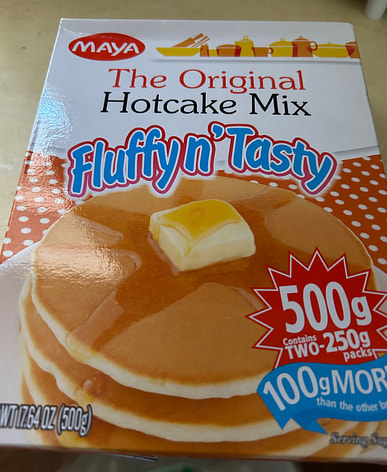 MAYA
The Original
Hotcake Mix
Fluffy n' Tasty
500g
Contains
TWO-250g
packs
100g MORE
than the other
WT 17.64 OZ (500g)
Serving